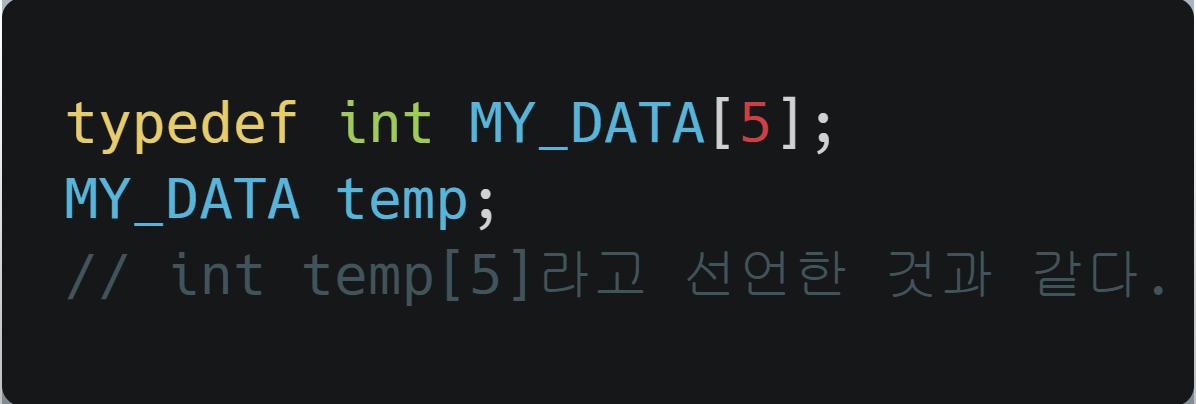 typedef int MY_DATA[5];
MY_DATA temp;
// int temp[5]라고 선언한 것과 같다.